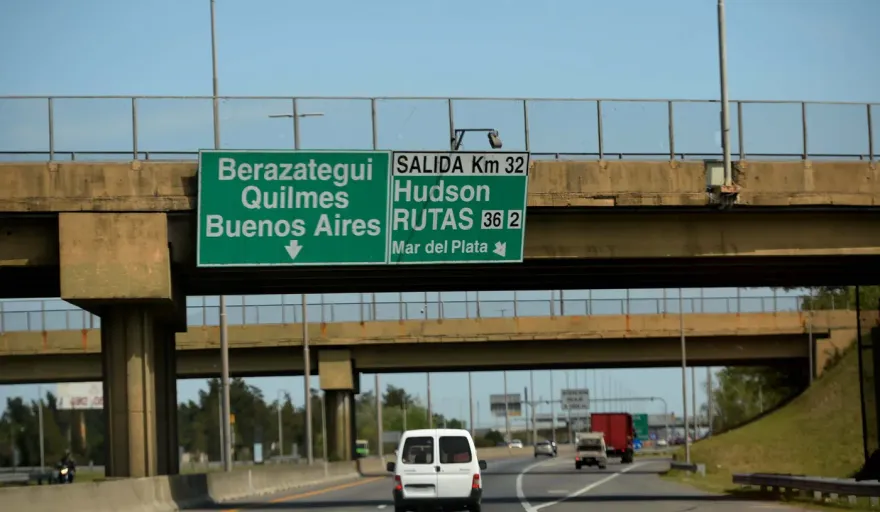 Berazategui
Quilmes
Buenos Aires
SALIDA Km 32
Hudson
RUTAS 36 2
Mar del Plata